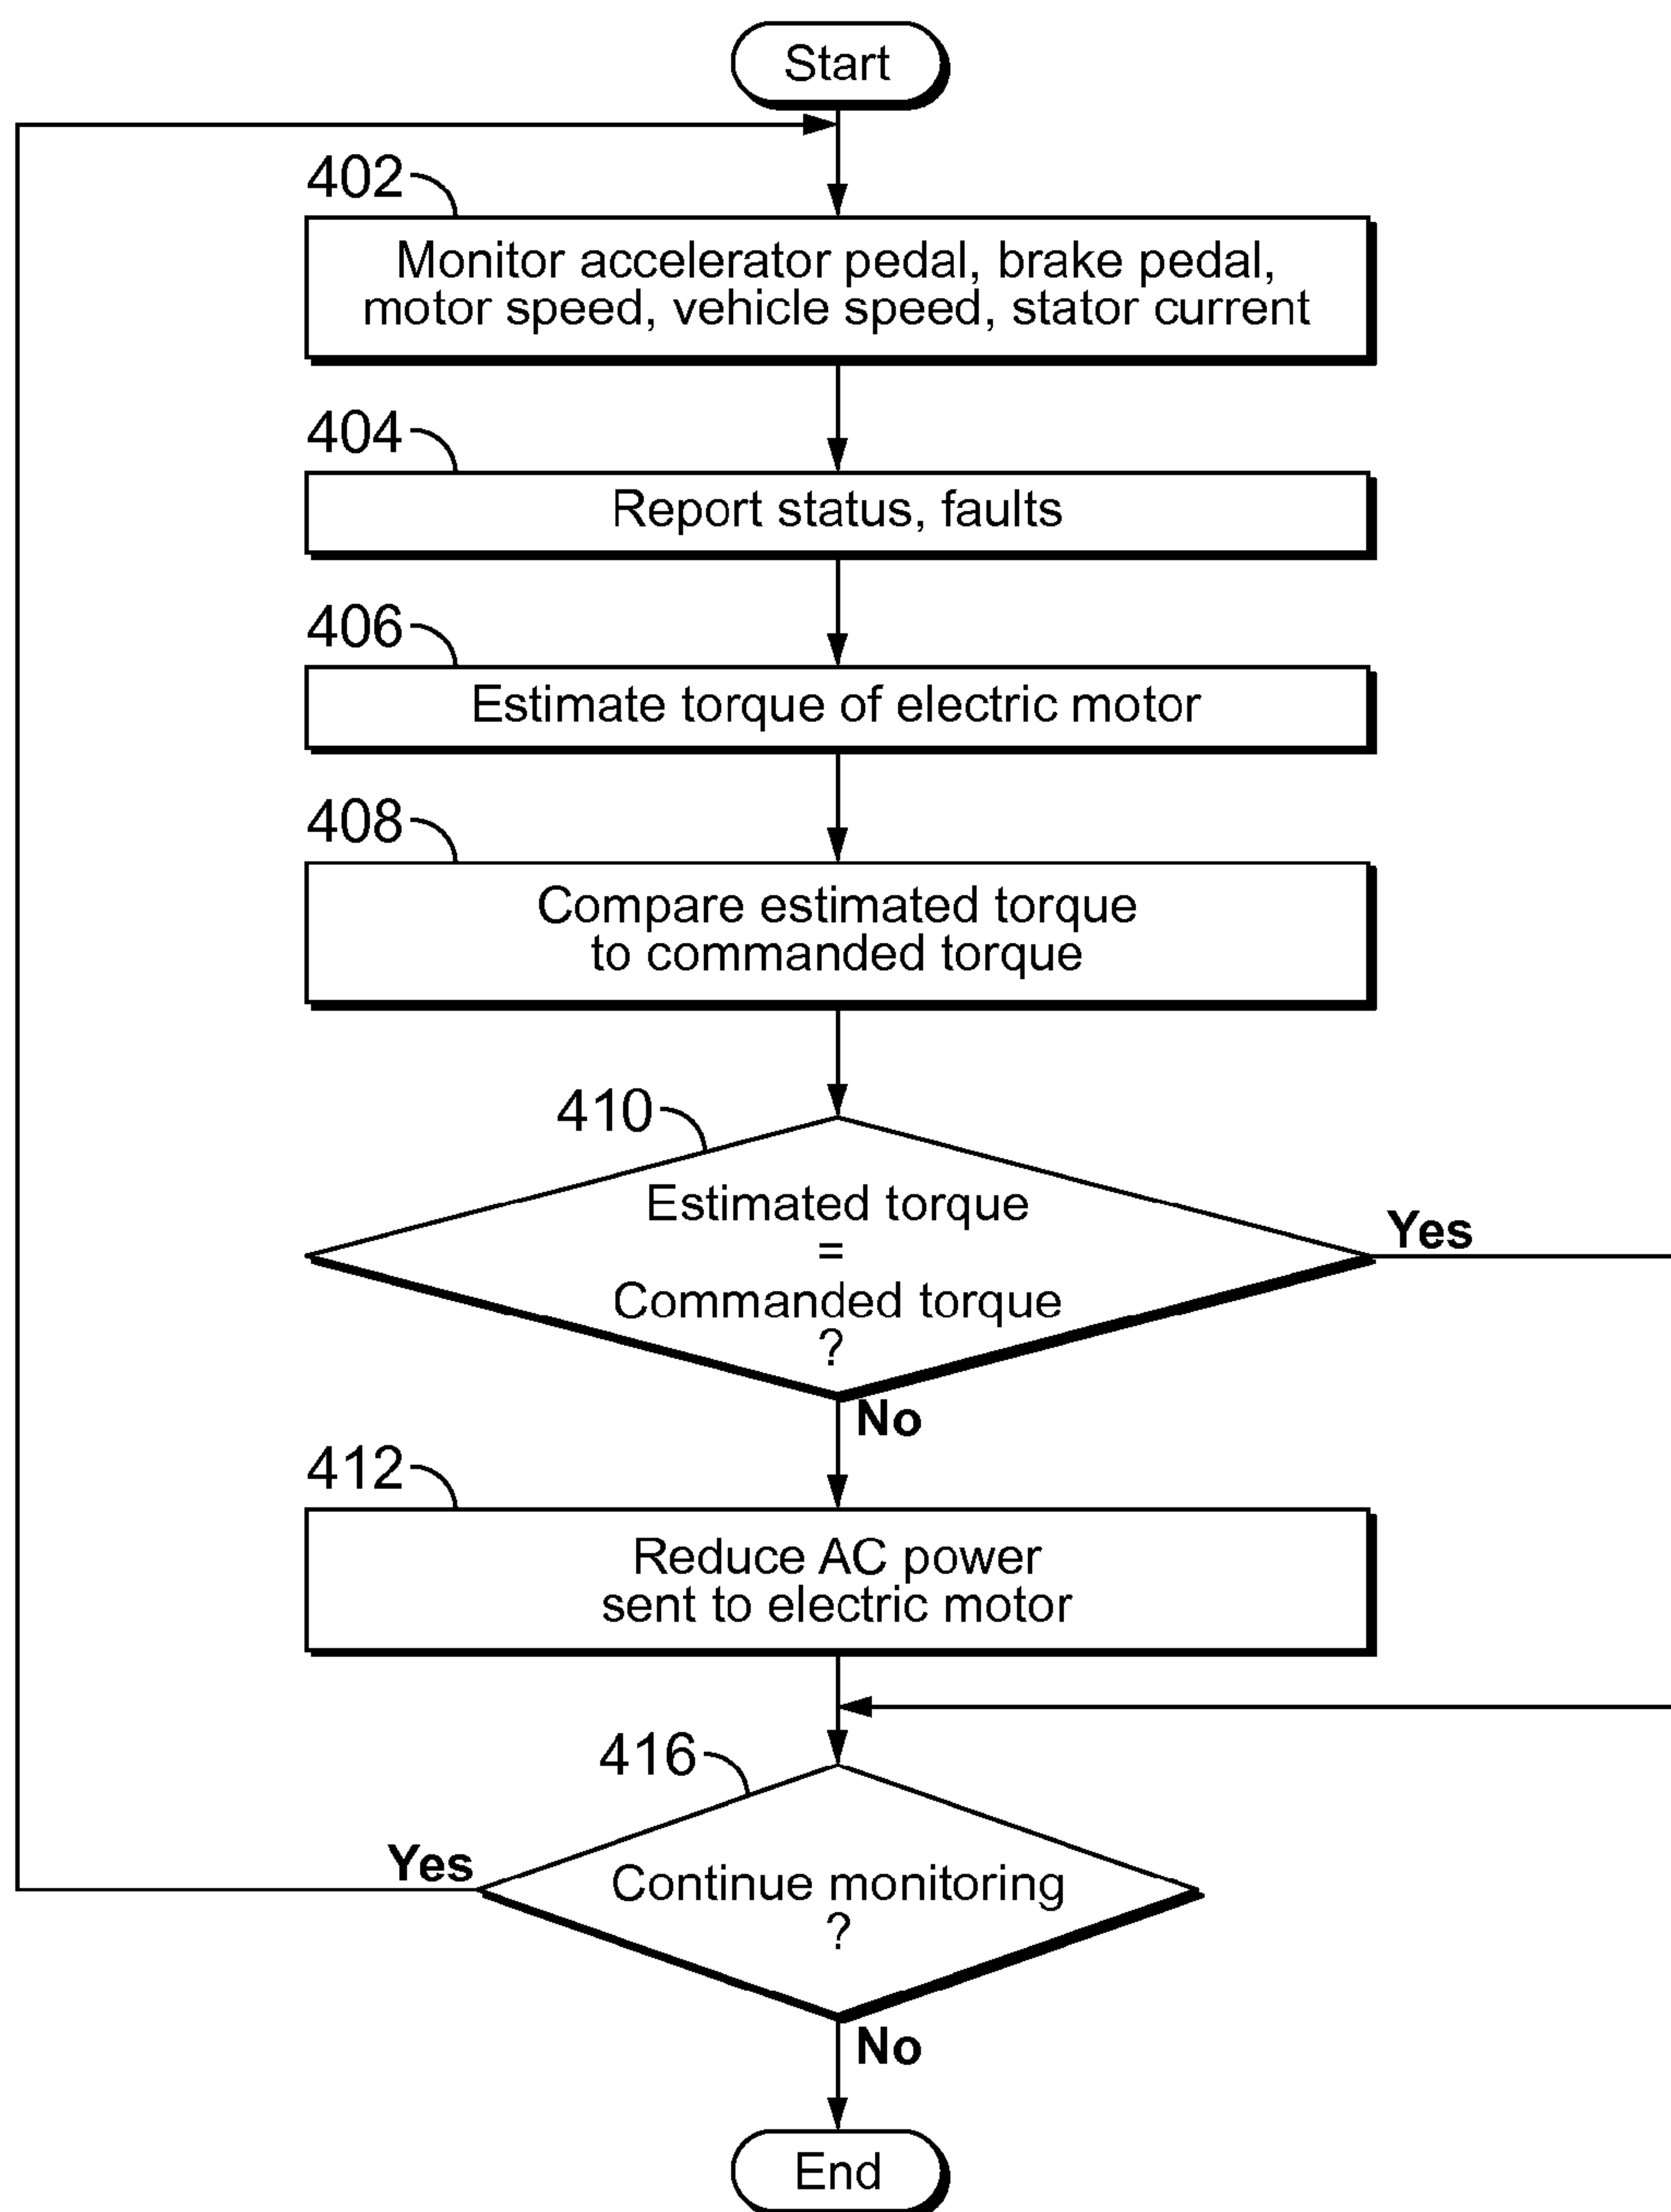 Start
402
Monitor accelerator pedal, brake pedal,
motor speed, vehicle speed, stator current
404
Report status, faults
406
Estimate torque of electric motor
408
Compare estimated torque
to commanded torque
410
Estimated torque
=
Commanded torque
?
Yes
No
412
Reduce AC power
sent to electric motor
416
Continue monitoring
?
Yes
No
End